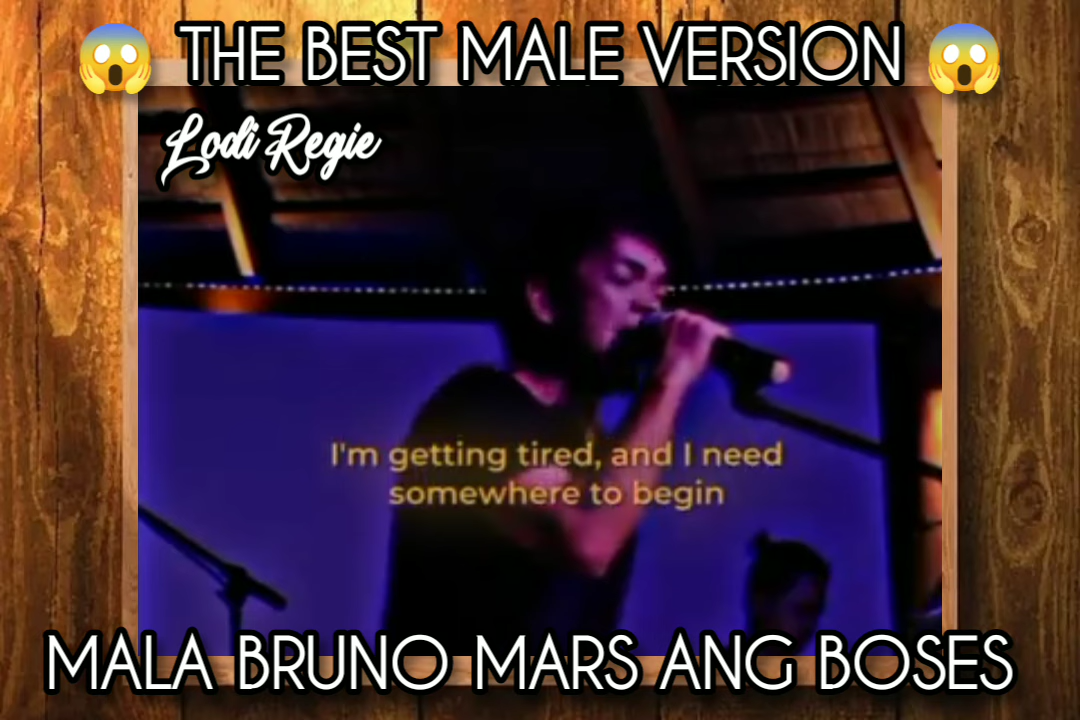 😱 THE BEST MALE VERSION 😱
Lodi Regie
I'm getting tired, and I need
somewhere to begin
MALA BRUNO MARS ANG BOSES